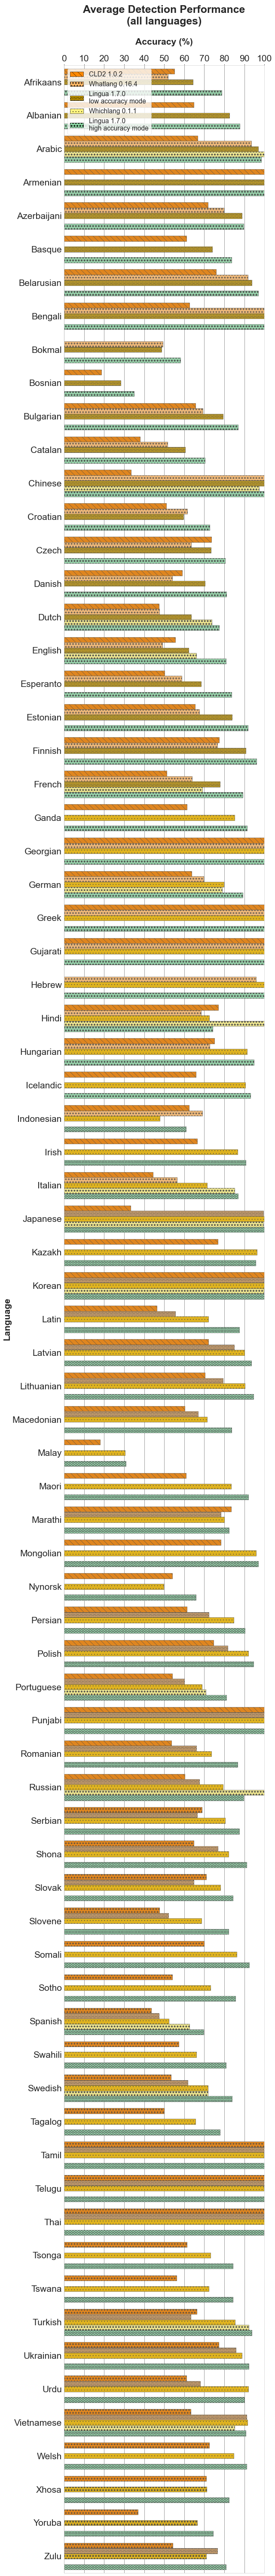 Average Detection Performance
(all languages)
Accuracy (%)
0 10 20 30 40 50 60 70 80 90 100
CLD2 1.0.2
Whatlang 0.16.4
Lingua 1.7.0
low accuracy mode
Whichlang 0.1.1
Lingua 1.7.0
high accuracy mode
Language
Afrikaans
Albanian
Arabic
Armenian
Azerbaijani
Basque
Belarusian
Bengali
Bokmal
Bosnian
Bulgarian
Catalan
Chinese
Croatian
Czech
Danish
Dutch
English
Esperanto
Estonian
Finnish
French
Ganda
Georgian
German
Greek
Gujarati
Hebrew
Hindi
Hungarian
Icelandic
Indonesian
Irish
Italian
Japanese
Kazakh
Korean
Latin
Latvian
Lithuanian
Macedonian
Malay
Maori
Marathi
Mongolian
Nynorsk
Persian
Polish
Portuguese
Punjabi
Romanian
Russian
Serbian
Shona
Slovak
Slovene
Somali
Sotho
Spanish
Swahili
Swedish
Tagalog
Tamil
Telugu
Thai
Tsonga
Tswana
Turkish
Ukrainian
Urdu
Vietnamese
Welsh
Xhosa
Yoruba
Zulu